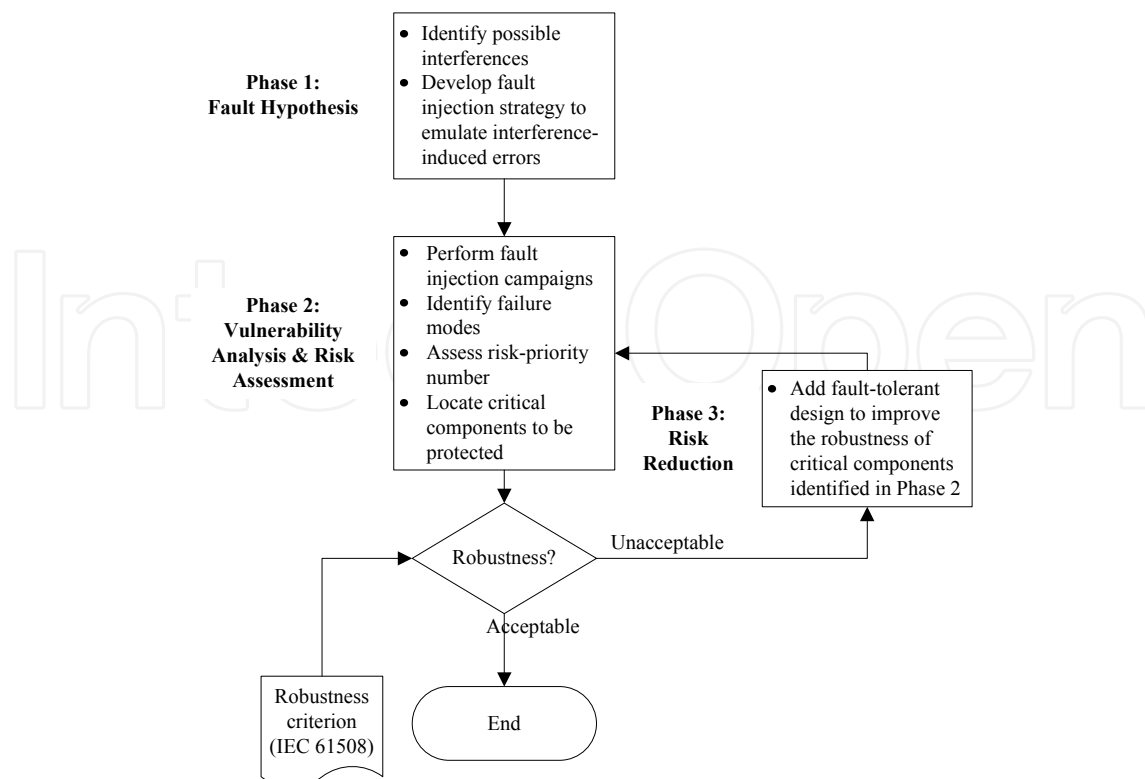 Phase 1:
Fault Hypothesis
• Identify possible
interferences
• Develop fault
injection strategy to
emulate interference-
induced errors
Phase 2:
Vulnerability
Analysis & Risk
Assessment
• Perform fault
injection campaigns
• Identify failure
modes
• Assess risk-priority
number
• Locate critical
components to be
protected
Phase 3:
Risk
Reduction
• Add fault-tolerant
design to improve
the robustness of
critical components
identified in Phase 2
Robustness?
Unacceptable
Acceptable
Robustness
criterion
(IEC 61508)
End